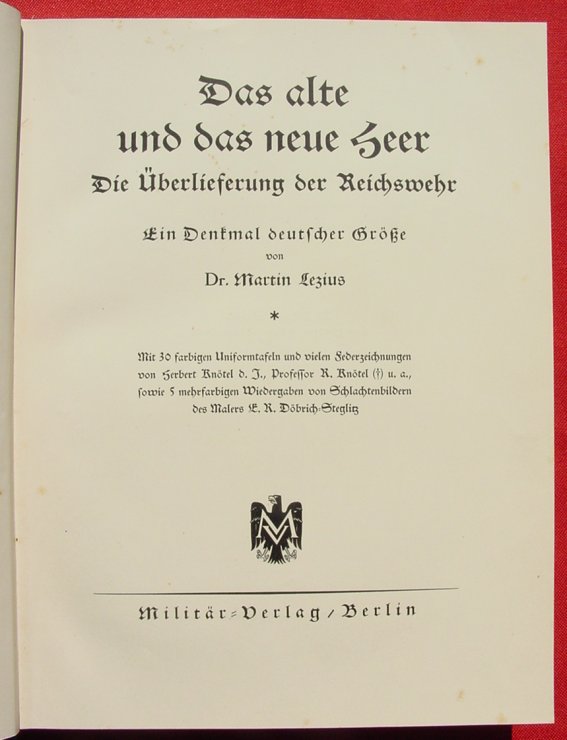 Das alte
und das neue Heer
Die Überlieferung der Reichswehr
Ein Denkmal deutscher Größe
von
Dr. Martin Lezius
*
Mit 30 farbigen Uniformtafeln und vielen Federzeichnungen
von Herbert Knötel d. J., Professor R. Knötel (†) u. a.,
sowie 5 mehrfarbigen Wiedergaben von Schlachtenbildern
des Malers E. R. Döbrich-Steglitz
MV
Militär-Verlag / Berlin